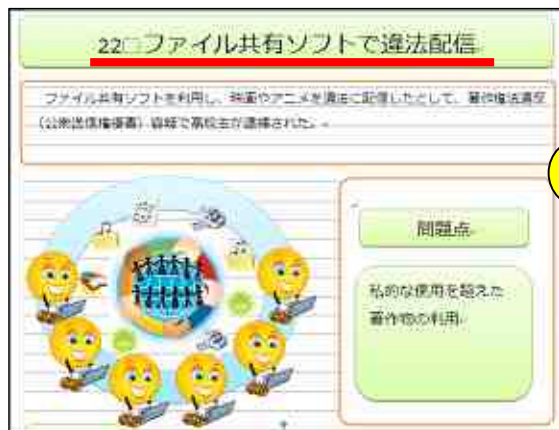 22□ファイル共有ソフトで違法配信
ファイル共有ソフトを利用し、映画やアニメを違法に配信したとして、著作権法違反
（公衆送信権侵害）容疑で高校生が逮捕された。
問題点
私的な使用を超えた
著作物の利用